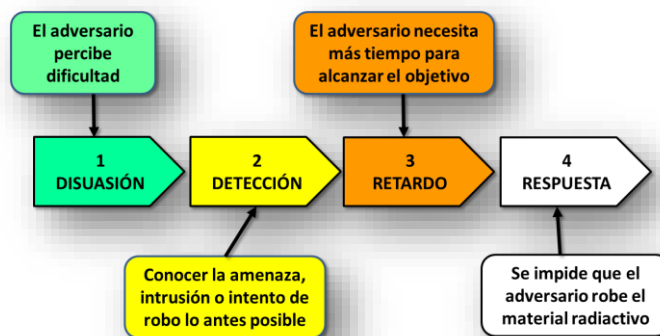 El adversario
percibe
dificultad
El adversario necesita
más tiempo para
alcanzar el objetivo
1
DISUASIÓN
2
DETECCIÓN
3
RETARDO
4
RESPUESTA
Conocer la amenaza,
intrusión o intento de
robo lo antes posible
Se impide que el
adversario robe el
material radiactivo